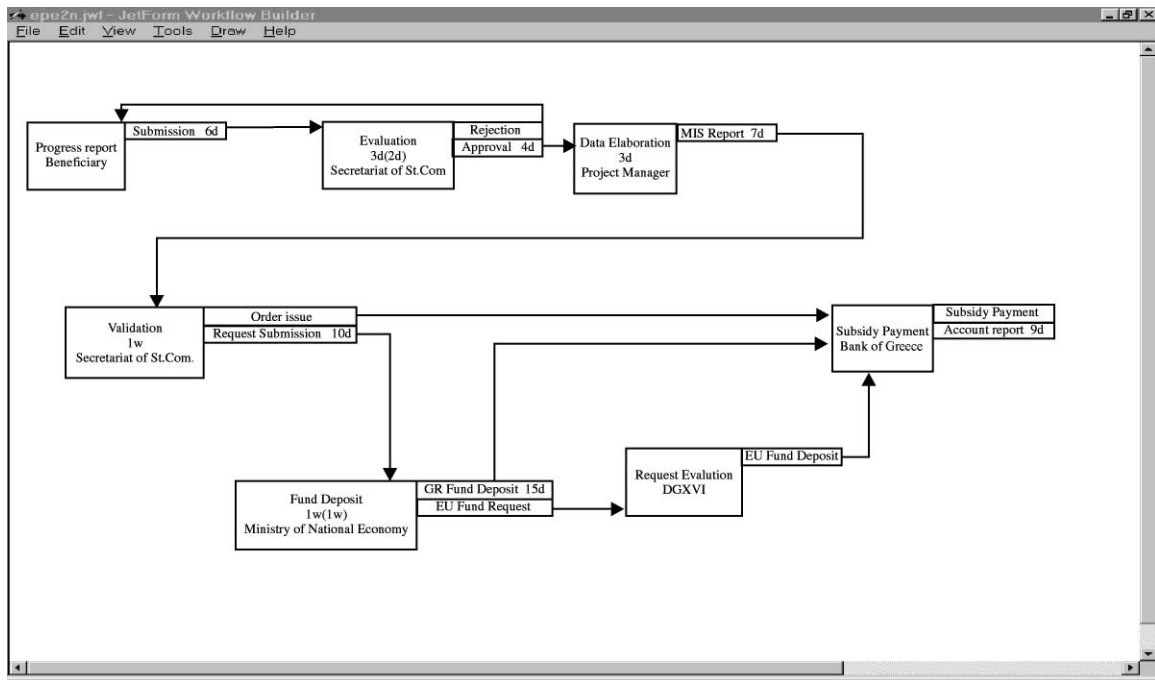 epe2n.jwf - JetForm Workflow Builder
File Edit View Tools Draw Help
Progress report
Beneficiary
Submission 6d
Evaluation
3d(2d)
Secretariat of St.Com
Rejection
Approval 4d
Data Elaboration
3d
Project Manager
MIS Report 7d
Validation
1w
Secretariat of St.Com.
Order issue
Request Submission 10d
Subsidy Payment
Bank of Greece
Subsidy Payment
Account report 9d
Fund Deposit
1w(1w)
Ministry of National Economy
GR Fund Deposit 15d
EU Fund Request
Request Evalution
DGXVI
EU Fund Deposit